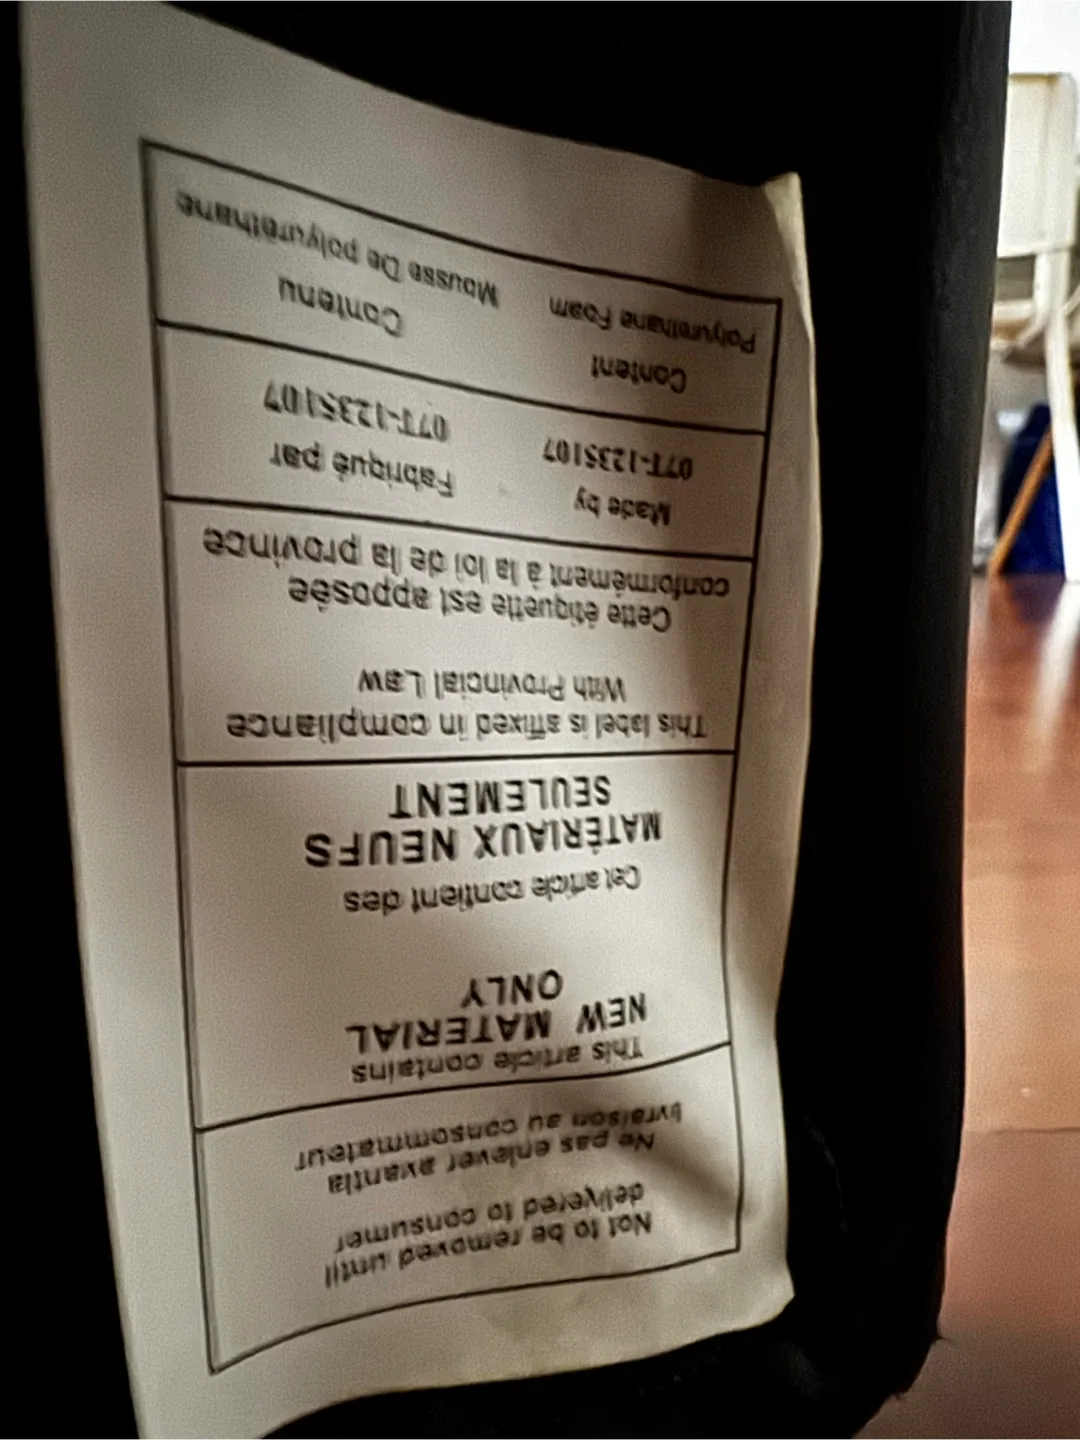 Not to be removed until
delivered to consumer
Ne pas enlever avantla
livraison au consommateur
This article contains
NEW MATERIAL
ONLY
Cet article contient des
MATÉRIAUX NEUFS
SEULEMENT
This label is affixed in compliance
With Provincial Law
Cette étiquette est apposée
conformément à la loi de la province
Made by Fabriqué par
07T-1235107 07T-1235107
Content Contenu
Polyurethane Foam Mousse De polyuréthane